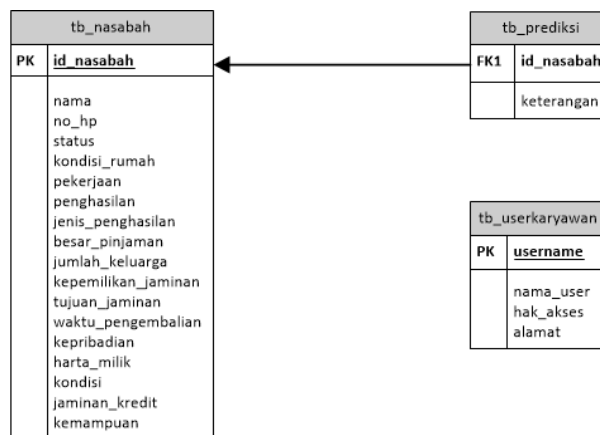 tb_nasabah
PK id_nasabah
nama
no_hp
status
kondisi_rumah
pekerjaan
penghasilan
jenis_penghasilan
besar_pinjaman
jumlah_keluarga
kepemilikan_jaminan
tujuan_jaminan
waktu_pengembalian
kepribadian
harta_milik
kondisi
jaminan_kredit
kemampuan
tb_prediksi
FK1 id_nasabah
keterangan
tb_userkaryawan
PK username
nama_user
hak_akses
alamat